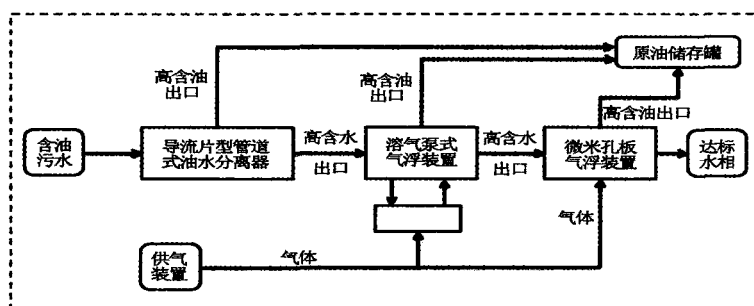 原油储存罐
高含油
出口
高含油
出口
高含油出口
含油
污水
导流片型管道
式油水分离器
高含水
出口
溶气泵式
气浮装置
高含水
出口
微米孔板
气浮装置
达标
水相
气体
供气
装置
气体